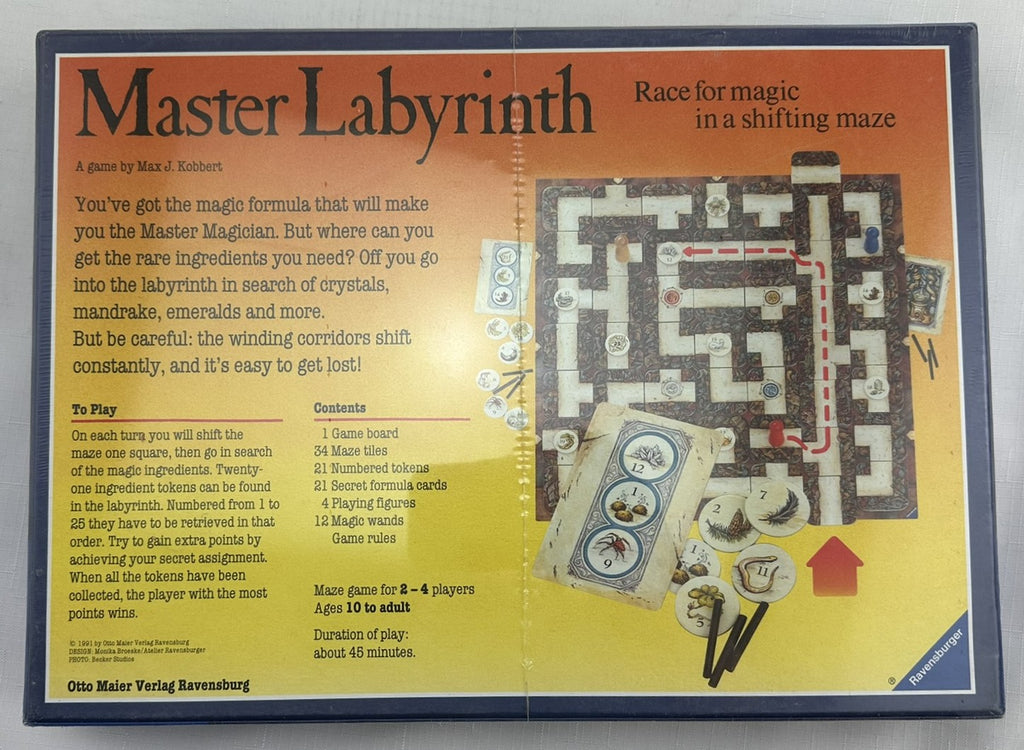 Master Labyrinth
Race for magic
in a shifting maze
A game by Max J. Kobbert
You've got the magic formula that will make
you the Master Magician. But where can you
get the rare ingredients you need? Off you go
into the labyrinth in search of crystals,
mandrake, emeralds and more.
But be careful: the winding corridors shift
constantly, and it's easy to get lost!
To Play
On each turn you will shift the
maze one square, then go in search
of the magic ingredients. Twenty-
one ingredient tokens can be found
in the labyrinth. Numbered from 1 to
25 they have to be retrieved in that
order. Try to gain extra points by
achieving your secret assignment.
When all the tokens have been
collected, the player with the most
points wins.
Contents
1 Game board
34 Maze tiles
21 Numbered tokens
21 Secret formula cards
4 Playing figures
12 Magic wands
Game rules
Maze game for 2 – 4 players
Ages 10 to adult
Duration of play:
about 45 minutes.
© 1991 by Otto Maier Verlag Ravensburg
DESIGN: Monika Broeske/Atelier Ravensburger
PHOTO: Becker Studios
Otto Maier Verlag Ravensburg
12
1
9
2
7
1
11
5
® Ravensburger